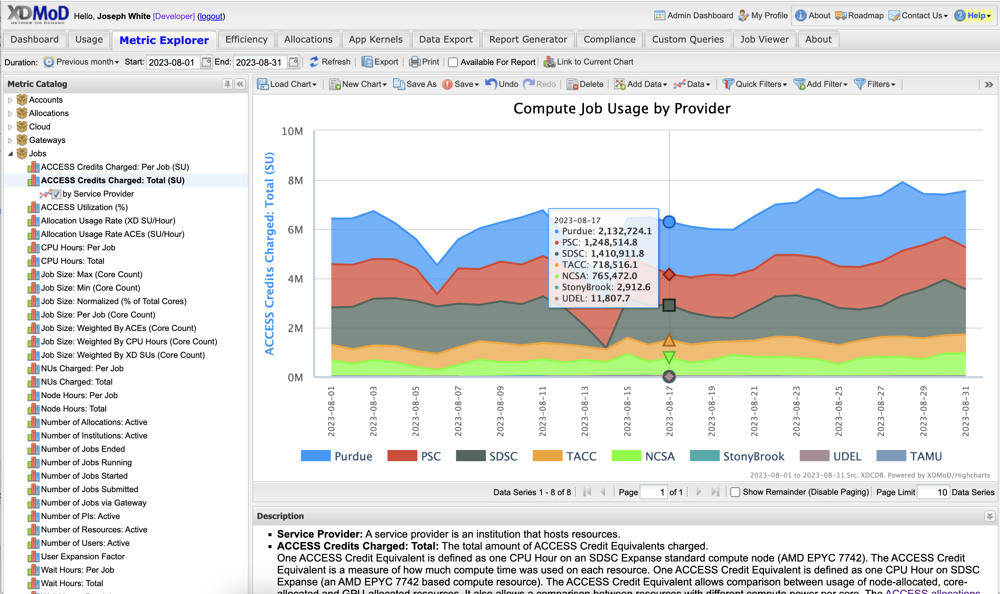 XDMoD
METRICS ON DEMAND
Hello, Joseph White [Developer] (logout)
Admin Dashboard My Profile About Roadmap Contact Us Help
Dashboard Usage Metric Explorer Efficiency Allocations App Kernels Data Export Report Generator Compliance Custom Queries Job Viewer About
Duration: Previous month Start: 2023-08-01 End: 2023-08-31 Refresh Export Print Available For Report Link to Current Chart
Metric Catalog
Accounts
Allocations
Cloud
Gateways
Jobs
ACCESS Credits Charged: Per Job (SU)
ACCESS Credits Charged: Total (SU)
by Service Provider
ACCESS Utilization (%)
Allocation Usage Rate (XD SU/Hour)
Allocation Usage Rate ACEs (SU/Hour)
CPU Hours: Per Job
CPU Hours: Total
Job Size: Max (Core Count)
Job Size: Min (Core Count)
Job Size: Normalized (% of Total Cores)
Job Size: Per Job (Core Count)
Job Size: Weighted By ACEs (Core Count)
Job Size: Weighted By CPU Hours (Core Count)
Job Size: Weighted By XD SUs (Core Count)
NUs Charged: Per Job
NUs Charged: Total
Node Hours: Per Job
Node Hours: Total
Number of Allocations: Active
Number of Institutions: Active
Number of Jobs Ended
Number of Jobs Running
Number of Jobs Started
Number of Jobs Submitted
Number of Jobs via Gateway
Number of PIs: Active
Number of Resources: Active
Number of Users: Active
User Expansion Factor
Wait Hours: Per Job
Wait Hours: Total
Load Chart New Chart Save As Save Undo Redo Delete Add Data Data Quick Filters Add Filter Filters
Compute Job Usage by Provider
ACCESS Credits Charged: Total (SU)
10M
8M
6M
4M
2M
0M
2023-08-17
Purdue: 2,132,724.1
PSC: 1,248,514.8
SDSC: 1,410,911.8
TACC: 718,516.1
NCSA: 765,472.0
StonyBrook: 2,912.6
UDEL: 11,807.7
2023-08-01
2023-08-03
2023-08-05
2023-08-07
2023-08-09
2023-08-11
2023-08-13
2023-08-15
2023-08-17
2023-08-19
2023-08-21
2023-08-23
2023-08-25
2023-08-27
2023-08-29
2023-08-31
Purdue PSC SDSC TACC NCSA StonyBrook UDEL TAMU
2023-08-01 to 2023-08-31 Src: XDCDB. Powered by XDMoD/Highcharts
Data Series 1 - 8 of 8 Page 1 of 1 Show Remainder (Disable Paging) Page Limit 10 Data Series
Description
Service Provider: A service provider is an institution that hosts resources.
ACCESS Credits Charged: Total: The total amount of ACCESS Credit Equivalents charged.
One ACCESS Credit Equivalent is defined as one CPU Hour on an SDSC Expanse standard compute node (AMD EPYC 7742). The ACCESS Credit
Equivalent is a measure of how much compute time was used on each resource. One ACCESS Credit Equivalent is defined as one CPU Hour on SDSC
Expanse (an AMD EPYC 7742 based compute resource). The ACCESS Credit Equivalent allows comparison between usage of node-allocated, core-
allocated and GPU allocated resources. It also allows a comparison between resources with different compute power per core. The ACCESS allocations